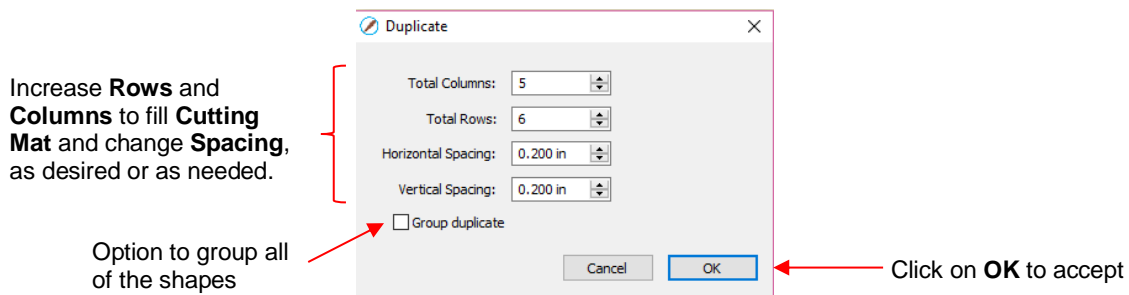 Duplicate
Increase Rows and
Columns to fill Cutting
Mat and change Spacing,
as desired or as needed.
Total Columns: 5
Total Rows: 6
Horizontal Spacing: 0.200 in
Vertical Spacing: 0.200 in
Group duplicate
Option to group all
of the shapes
Cancel OK
Click on OK to accept